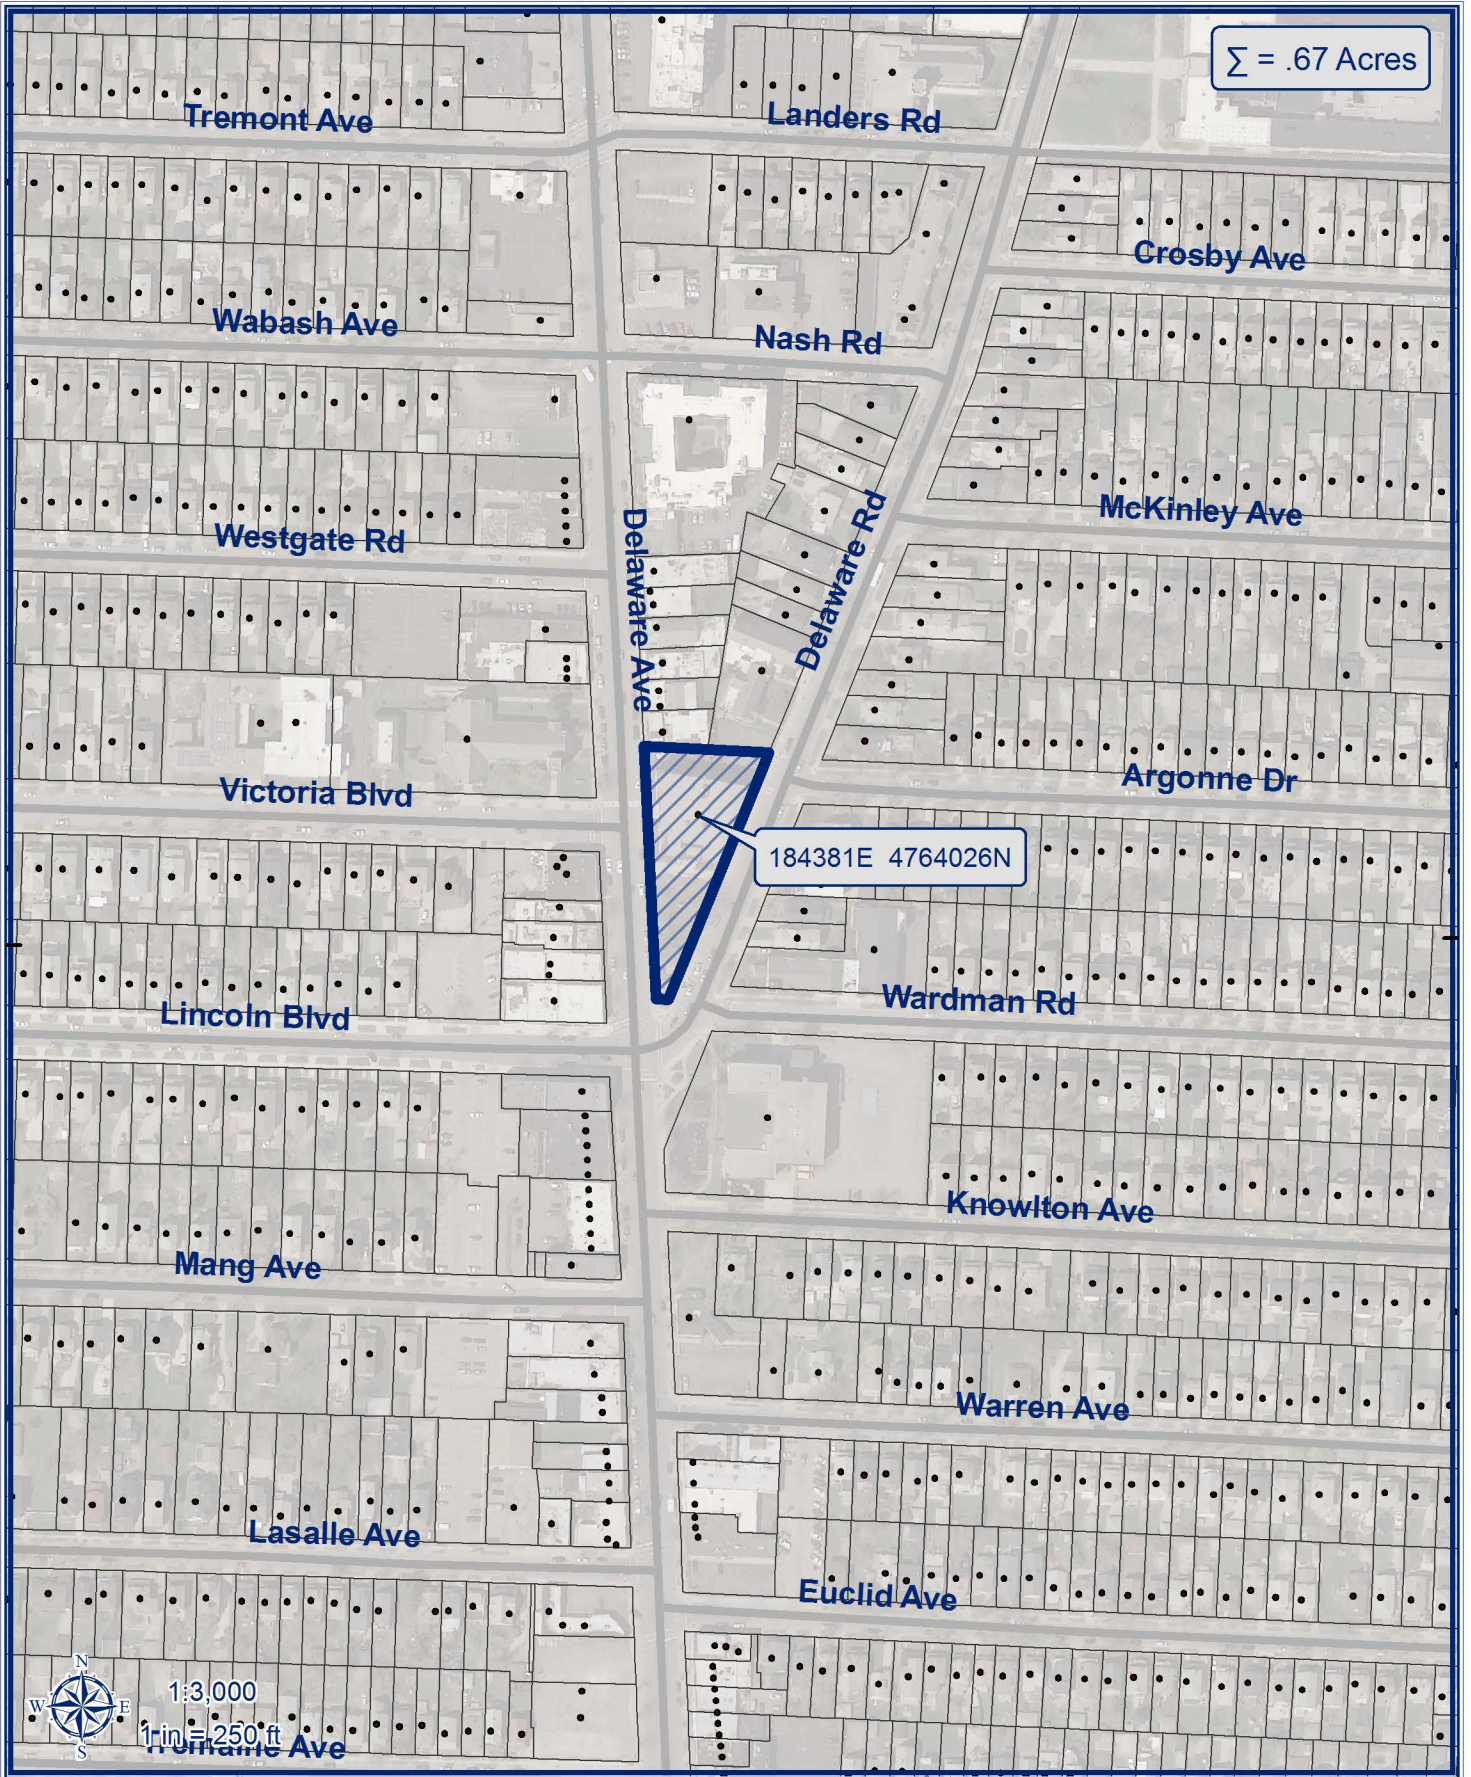 ∑ = .67 Acres
Tremont Ave
Landers Rd
Crosby Ave
Wabash Ave
Nash Rd
McKinley Ave
Westgate Rd
Delaware Ave
Delaware Rd
Victoria Blvd
Argonne Dr
184381E 4764026N
Lincoln Blvd
Wardman Rd
Knowlton Ave
Mang Ave
Warren Ave
Lasalle Ave
Euclid Ave
N
W E
S
1:3,000
1 in = 250 ft
Tremaine Ave